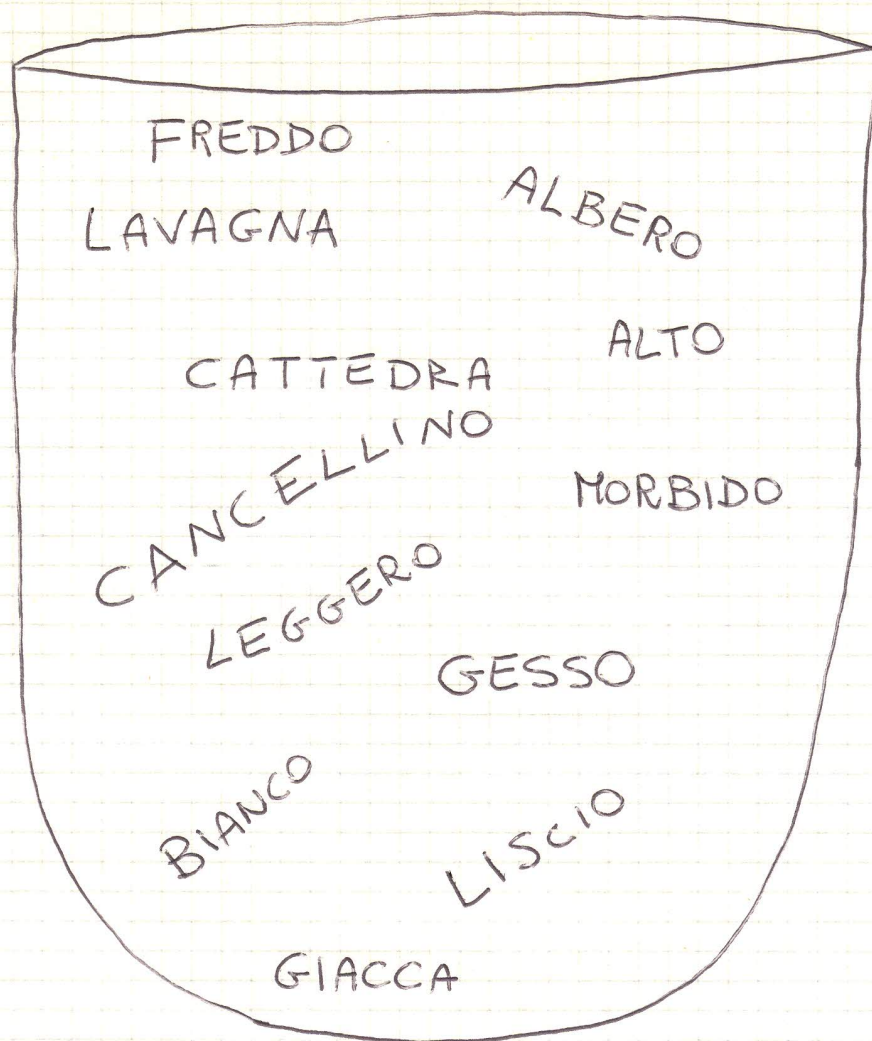 FREDDO
LAVAGNA
ALBERO
ALTO
CATTEDRA
CANCELLINO
MORBIDO
LEGGERO
GESSO
BIANCO
LISCIO
GIACCA